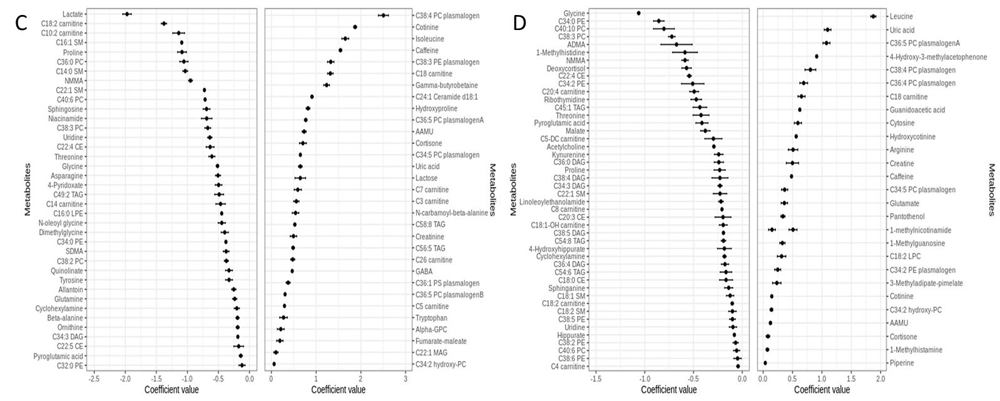 C
Metabolites
Lactate
C18:2 carnitine
C10:2 carnitine
C16:1 SM
Proline
C36:0 PC
C14:0 SM
NMMA
C22:1 SM
C40:6 PC
Sphingosine
Niacinamide
C38:3 PC
Uridine
C22:4 CE
Threonine
Glycine
Asparagine
4-Pyridoxate
C49:2 TAG
C14 carnitine
C16:0 LPE
N-oleoyl glycine
Dimethylglycine
C34:0 PE
SDMA
C38:2 PC
Quinolinate
Tyrosine
Allantoin
Glutamine
Cyclohexylamine
Beta-alanine
Ornithine
C34:3 DAG
C22:5 CE
Pyroglutamic acid
C32:0 PE
-2.5 -2.0 -1.5 -1.0 -0.5 0.0
Coefficient value
C38:4 PC plasmalogen
Cotinine
Isoleucine
Caffeine
C38:3 PE plasmalogen
C18 carnitine
Gamma-butyrobetaine
C24:1 Ceramide d18:1
Hydroxyproline
C36:5 PC plasmalogenA
AAMU
Cortisone
C34:5 PC plasmalogen
Uric acid
Lactose
C7 carnitine
C3 carnitine
N-carbamoyl-beta-alanine
C58:8 TAG
Creatinine
C56:5 TAG
C26 carnitine
GABA
C36:1 PS plasmalogen
C36:5 PC plasmalogenB
C5 carnitine
Tryptophan
Alpha-GPC
Fumarate-maleate
C22:1 MAG
C34:2 hydroxy-PC
0 1 2 3
Coefficient value
Metabolites
D
Metabolites
Glycine
C34:0 PE
C40:10 PC
C38:3 PC
ADMA
1-Methylhistidine
NMMA
Deoxycortisol
C22:4 CE
C34:2 PE
C20:4 carnitine
Ribothymidine
C45:1 TAG
Threonine
Pyroglutamic acid
Malate
C5-DC carnitine
Acetylcholine
Kynurenine
C36:0 DAG
Proline
C38:4 DAG
C34:3 DAG
C22:1 SM
Linoleoylethanolamide
C8 carnitine
C20:3 CE
C18:1-OH carnitine
C38:5 DAG
C54:8 TAG
4-Hydroxyhippurate
Cyclohexylamine
C36:4 DAG
C54:6 TAG
C18:0 CE
Sphinganine
C18:1 SM
C18:2 carnitine
C18:2 SM
C38:5 PE
Uridine
Hippurate
C38:2 PE
C40:6 PC
C38:6 PE
C4 carnitine
-1.5 -1.0 -0.5 0.0
Coefficient value
Leucine
Uric acid
C36:5 PC plasmalogenA
4-Hydroxy-3-methylacetophenone
C38:4 PC plasmalogen
C36:4 PC plasmalogen
C18 carnitine
Guanidoacetic acid
Cytosine
Hydroxycotinine
Arginine
Creatine
Caffeine
C34:5 PC plasmalogen
Glutamate
Pantothenol
1-methylnicotinamide
1-Methylguanosine
C18:2 LPC
C34:2 PE plasmalogen
3-Methyladipate-pimelate
Cotinine
C34:2 hydroxy-PC
AAMU
Cortisone
1-Methylhistamine
Piperine
0.0 0.5 1.0 1.5 2.0
Coefficient value
Metabolites